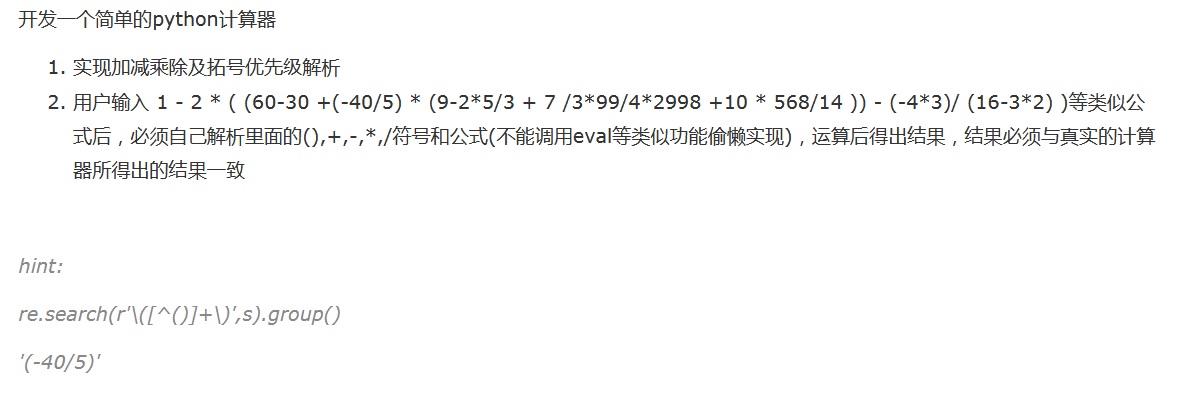 开发一个简单的python计算器
1. 实现加减乘除及拓号优先级解析
2. 用户输入 1 - 2 * ( (60-30 +(-40/5) * (9-2*5/3 + 7 /3*99/4*2998 +10 * 568/14 )) - (-4*3)/ (16-3*2) )等类似公
式后，必须自己解析里面的(),+,-,*,/符号和公式(不能调用eval等类似功能偷懒实现)，运算后得出结果，结果必须与真实的计算
器所得出的结果一致
hint:
re.search(r'\([^()]+\)',s).group()
'(-40/5)'